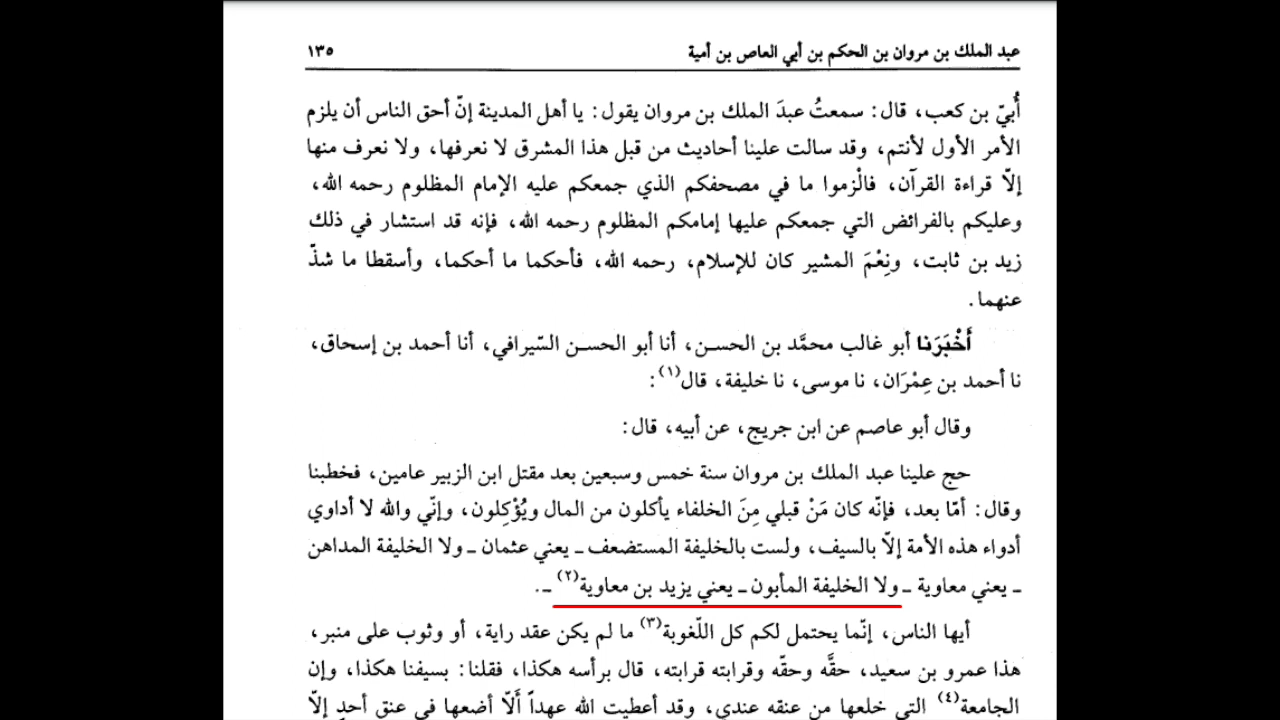 عبد الملك بن مروان بن الحكم بن أبي العاص بن أمية ١٣٥
أُبيّ بن كعب، قال: سمعتُ عبدَ الملك بن مروان يقول: يا أهل المدينة إنّ أحق الناس أن يلزم
الأمر الأول لأنتم، وقد سالت علينا أحاديث من قبل هذا المشرق لا نعرفها، ولا نعرف منها
إلّا قراءة القرآن، فالْزموا ما في مصحفكم الذي جمعكم عليه الإمام المظلوم رحمه الله،
وعليكم بالفرائض التي جمعكم عليها إمامكم المظلوم رحمه الله، فإنه قد استشار في ذلك
زيد بن ثابت، ونِعْمَ المشير كان للإسلام، رحمه الله، فأحكما ما أحكما، وأسقطا ما شذّ
عنهما.
أَخْبَرَنا أبو غالب محمَّد بن الحسن، أنا أبو الحسن السّيرافي، أنا أحمد بن إسحاق،
نا أحمد بن عِمْرَان، نا موسى، نا خليفة، قال(١):
وقال أبو عاصم عن ابن جريج، عن أبيه، قال:
حج علينا عبد الملك بن مروان سنة خمس وسبعين بعد مقتل ابن الزبير عامين، فخطبنا
وقال: أمّا بعد، فإنّه كان مَنْ قبلي مِنَ الخلفاء يأكلون من المال ويُؤْكِلون، وإنّي والله لا أداوي
أدواء هذه الأمة إلّا بالسيف، ولست بالخليفة المستضعف ـ يعني عثمان ـ ولا الخليفة المداهن
ـ يعني معاوية ـ ولا الخليفة المأبون ـ يعني يزيد بن معاوية(٢) ـ.
أيها الناس، إنّما يحتمل لكم كل اللّغوبة(٣) ما لم يكن عقد راية، أو وثوب على منبر،
هذا عمرو بن سعيد، حقَّه وحقّه وقرابته قرابته، قال برأسه هكذا، فقلنا: بسيفنا هكذا، وإن
الجامعة(٤) التي خلعها من عنقه عندي، وقد أعطيت الله عهداً أَلّا أضعها في عنق أحدٍ إلّا